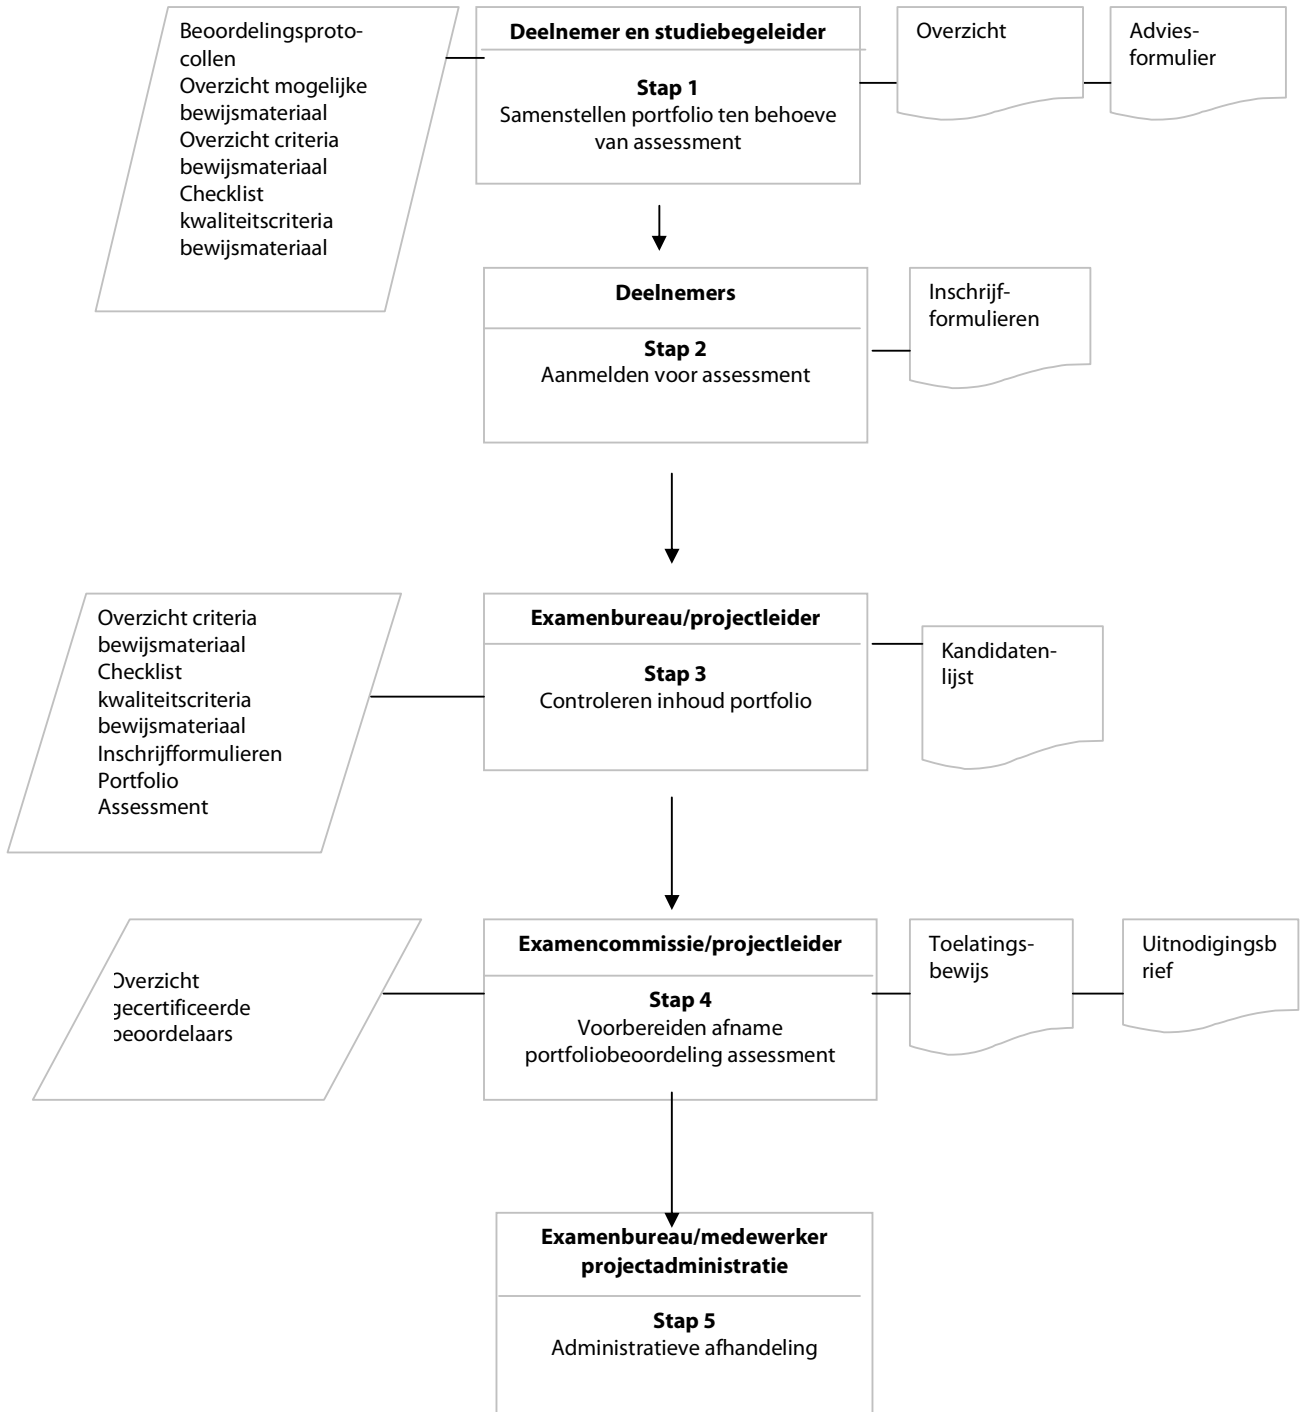 Beoordelingsproto-
collen
Overzicht mogelijke
bewijsmateriaal
Overzicht criteria
bewijsmateriaal
Checklist
kwaliteitscriteria
bewijsmateriaal
Deelnemer en studiebegeleider
Stap 1
Samenstellen portfolio ten behoeve
van assessment
Overzicht
Advies-
formulier
Deelnemers
Stap 2
Aanmelden voor assessment
Inschrijf-
formulieren
Overzicht criteria
bewijsmateriaal
Checklist
kwaliteitscriteria
bewijsmateriaal
Inschrijfformulieren
Portfolio
Assessment
Examenbureau/projectleider
Stap 3
Controleren inhoud portfolio
Kandidaten-
lijst
Overzicht
gecertificeerde
beoordelaars
Examencommissie/projectleider
Stap 4
Voorbereiden afname
portfoliobeoordeling assessment
Toelatings-
bewijs
Uitnodigingsb
rief
Examenbureau/medewerker
projectadministratie
Stap 5
Administratieve afhandeling